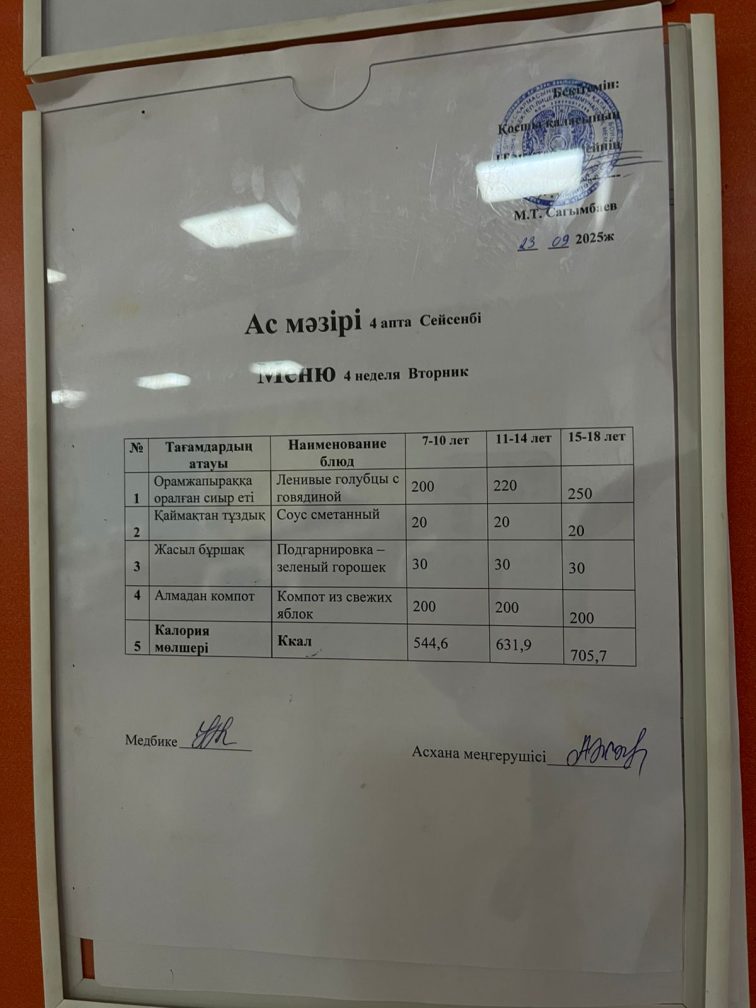 Бекітемін:
Қосшы қаласының
М.Т. Сагымбаев
23 09 2025ж
Ас мәзірі 4 апта Сейсенбі
Меню 4 неделя Вторник
№ Тағамдардың атауы Наименование блюд 7-10 лет 11-14 лет 15-18 лет
1 Орамжапыраққа оралған сиыр еті Ленивые голубцы с говядиной 200 220 250
2 Қаймақтан тұздық Соус сметанный 20 20 20
3 Жасыл бұршақ Подгарнировка – зеленый горошек 30 30 30
4 Алмадан компот Компот из свежих яблок 200 200 200
5 Калория мөлшері Ккал 544,6 631,9 705,7
Медбике
Асхана меңгерушісі